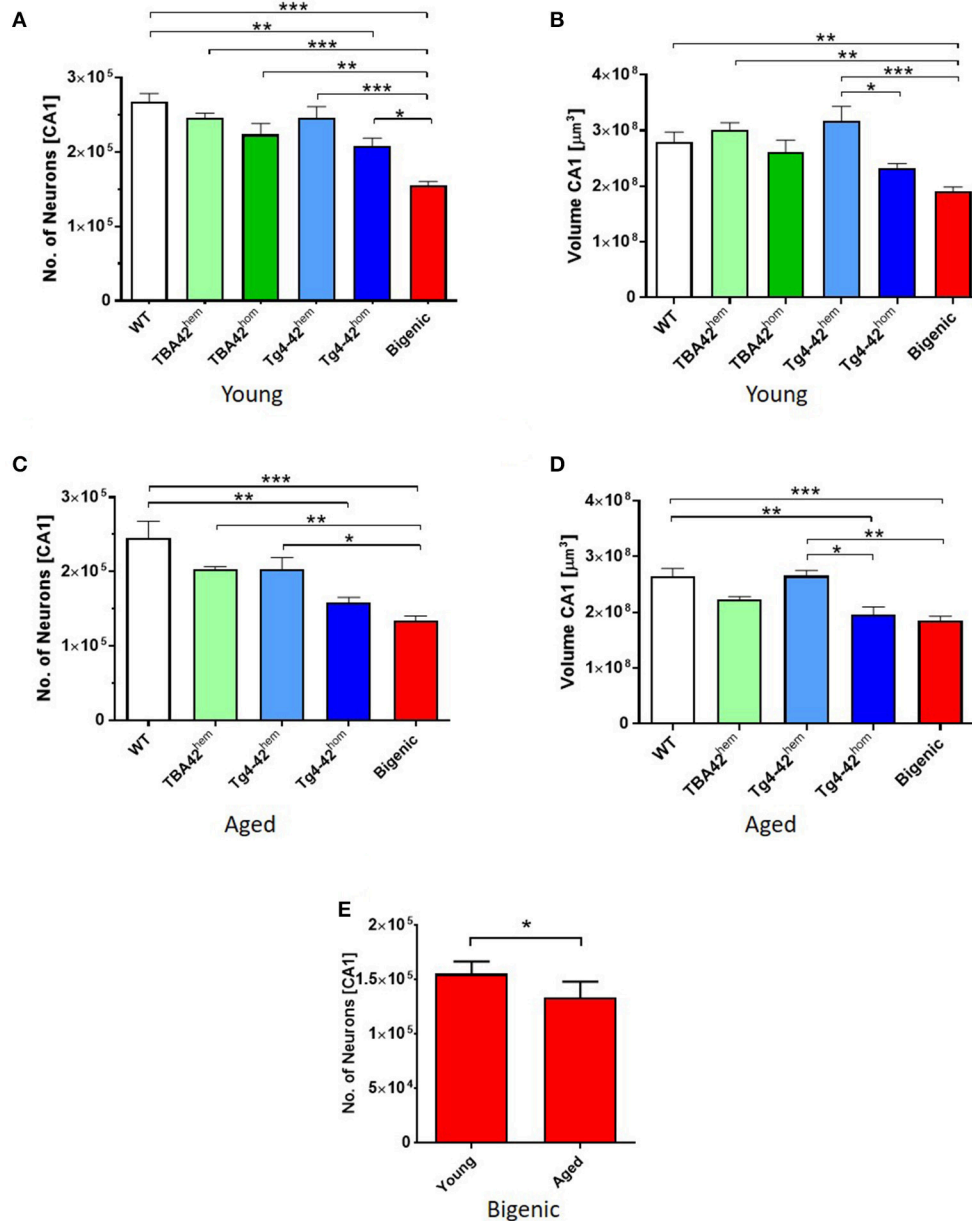 A
***
**
***
**
***
*
No. of Neurons [CA1]
3×10⁵
2×10⁵
1×10⁵
0
WT
TBA42ʰᵉᵐ
TBA42ʰᵒᵐ
Tg4-42ʰᵉᵐ
Tg4-42ʰᵒᵐ
Bigenic
Young
B
**
**
***
*
Volume CA1 [µm³]
4×10⁸
3×10⁸
2×10⁸
1×10⁸
0
WT
TBA42ʰᵉᵐ
TBA42ʰᵒᵐ
Tg4-42ʰᵉᵐ
Tg4-42ʰᵒᵐ
Bigenic
Young
C
***
**
**
*
No. of Neurons [CA1]
3×10⁵
2×10⁵
1×10⁵
0
WT
TBA42ʰᵉᵐ
Tg4-42ʰᵉᵐ
Tg4-42ʰᵒᵐ
Bigenic
Aged
D
***
**
**
*
Volume CA1 [µm³]
4×10⁸
3×10⁸
2×10⁸
1×10⁸
0
WT
TBA42ʰᵉᵐ
Tg4-42ʰᵉᵐ
Tg4-42ʰᵒᵐ
Bigenic
Aged
E
*
No. of Neurons [CA1]
2×10⁵
1.5×10⁵
1×10⁵
5×10⁴
0
Young
Aged
Bigenic